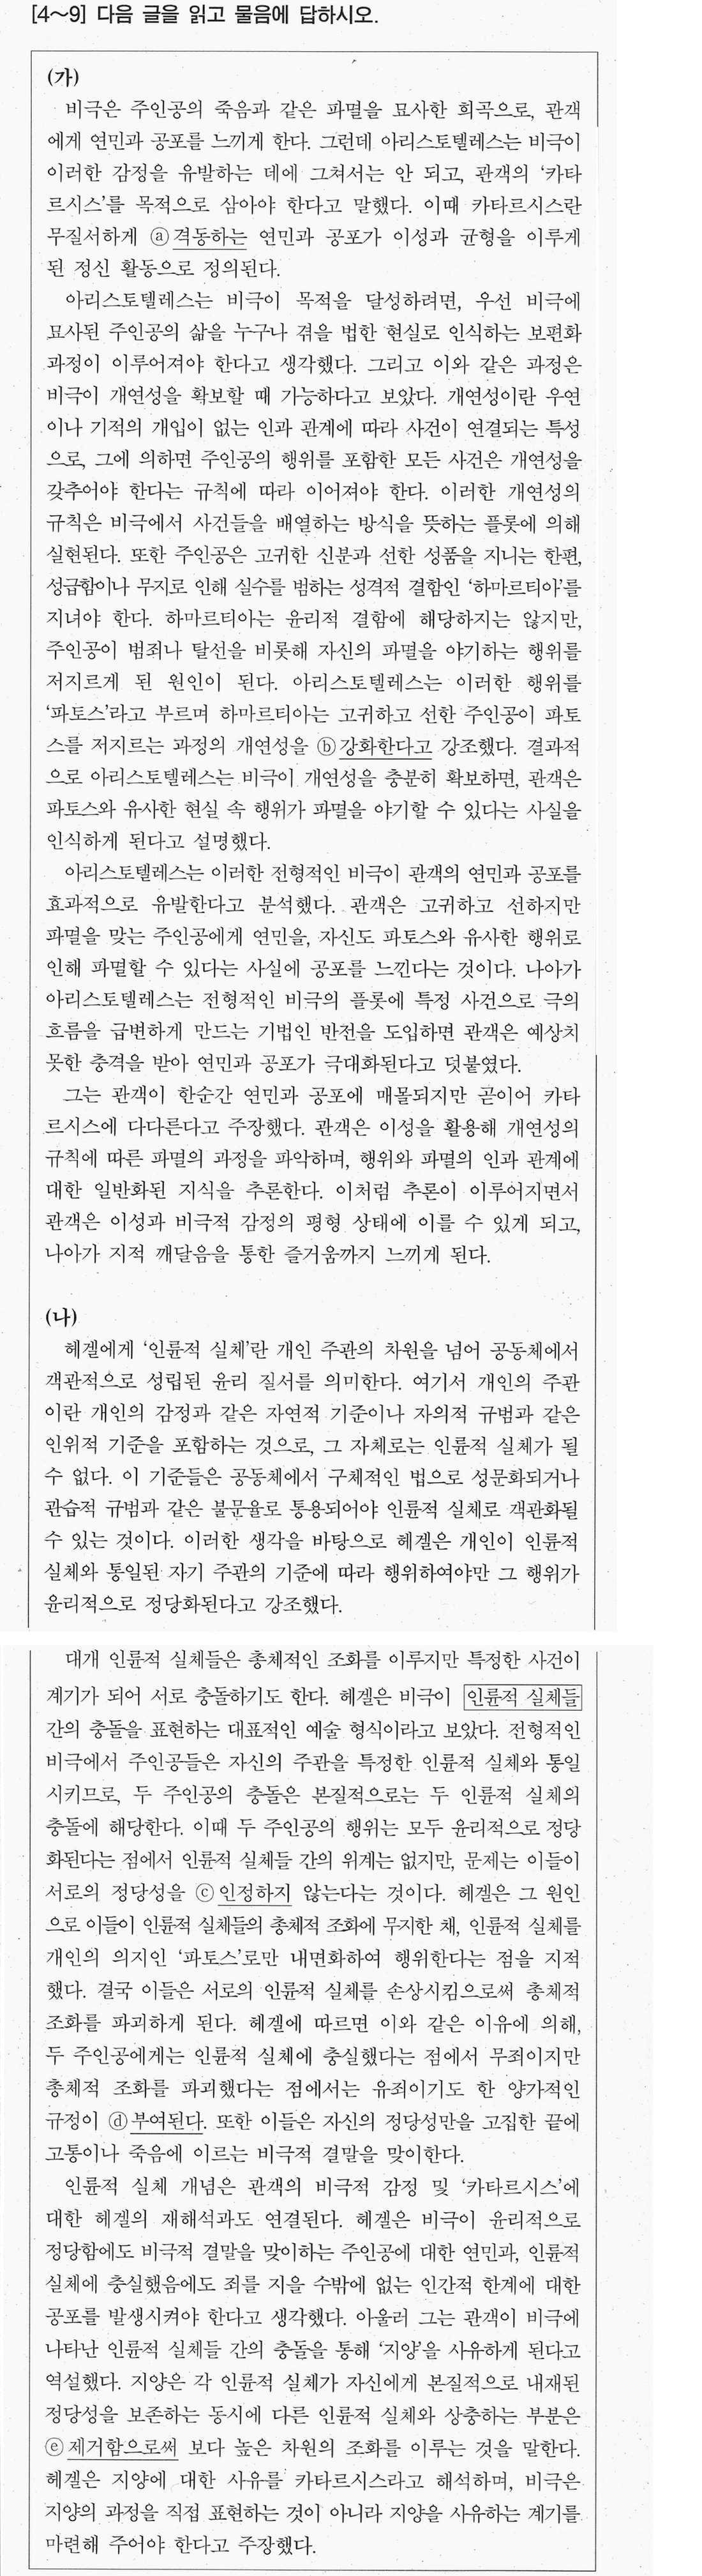 [4~9] 다음 글을 읽고 물음에 답하시오.
(가)
비극은 주인공의 죽음과 같은 파멸을 묘사한 희곡으로, 관객
에게 연민과 공포를 느끼게 한다. 그런데 아리스토텔레스는 비극이
이러한 감정을 유발하는 데에 그쳐서는 안 되고, 관객의 ‘카타
르시스’를 목적으로 삼아야 한다고 말했다. 이때 카타르시스란
무질서하게 ⓐ격동하는 연민과 공포가 이성과 균형을 이루게
된 정신 활동으로 정의된다.
아리스토텔레스는 비극이 목적을 달성하려면, 우선 비극에
묘사된 주인공의 삶을 누구나 겪을 법한 현실로 인식하는 보편화
과정이 이루어져야 한다고 생각했다. 그리고 이와 같은 과정은
비극이 개연성을 확보할 때 가능하다고 보았다. 개연성이란 우연
이나 기적의 개입이 없는 인과 관계에 따라 사건이 연결되는 특성
으로, 그에 의하면 주인공의 행위를 포함한 모든 사건은 개연성을
갖추어야 한다는 규칙에 따라 이어져야 한다. 이러한 개연성의
규칙은 비극에서 사건들을 배열하는 방식을 뜻하는 플롯에 의해
실현된다. 또한 주인공은 고귀한 신분과 선한 성품을 지니는 한편,
성급함이나 무지로 인해 실수를 범하는 성격적 결함인 ‘하마르티아’를
지녀야 한다. 하마르티아는 윤리적 결함에 해당하지는 않지만,
주인공이 범죄나 탈선을 비롯해 자신의 파멸을 야기하는 행위를
저지르게 된 원인이 된다. 아리스토텔레스는 이러한 행위를
‘파토스’라고 부르며 하마르티아는 고귀하고 선한 주인공이 파토
스를 저지르는 과정의 개연성을 ⓑ강화한다고 강조했다. 결과적
으로 아리스토텔레스는 비극이 개연성을 충분히 확보하면, 관객은
파토스와 유사한 현실 속 행위가 파멸을 야기할 수 있다는 사실을
인식하게 된다고 설명했다.
아리스토텔레스는 이러한 전형적인 비극이 관객의 연민과 공포를
효과적으로 유발한다고 분석했다. 관객은 고귀하고 선하지만
파멸을 맞는 주인공에게 연민을, 자신도 파토스와 유사한 행위로
인해 파멸할 수 있다는 사실에 공포를 느낀다는 것이다. 나아가
아리스토텔레스는 전형적인 비극의 플롯에 특정 사건으로 극의
흐름을 급변하게 만드는 기법인 반전을 도입하면 관객은 예상치
못한 충격을 받아 연민과 공포가 극대화된다고 덧붙였다.
그는 관객이 한순간 연민과 공포에 매몰되지만 곧이어 카타
르시스에 다다른다고 주장했다. 관객은 이성을 활용해 개연성의
규칙에 따른 파멸의 과정을 파악하며, 행위와 파멸의 인과 관계에
대한 일반화된 지식을 추론한다. 이처럼 추론이 이루어지면서
관객은 이성과 비극적 감정의 평형 상태에 이를 수 있게 되고,
나아가 지적 깨달음을 통한 즐거움까지 느끼게 된다.
(나)
헤겔에게 ‘인륜적 실체’란 개인 주관의 차원을 넘어 공동체에서
객관적으로 성립된 윤리 질서를 의미한다. 여기서 개인의 주관
이란 개인의 감정과 같은 자연적 기준이나 자의적 규범과 같은
인위적 기준을 포함하는 것으로, 그 자체로는 인륜적 실체가 될
수 없다. 이 기준들은 공동체에서 구체적인 법으로 성문화되거나
관습적 규범과 같은 불문율로 통용되어야 인륜적 실체로 객관화될
수 있는 것이다. 이러한 생각을 바탕으로 헤겔은 개인이 인륜적
실체와 통일된 자기 주관의 기준에 따라 행위하여야만 그 행위가
윤리적으로 정당화된다고 강조했다.
대개 인륜적 실체들은 총체적인 조화를 이루지만 특정한 사건이
계기가 되어 서로 충돌하기도 한다. 헤겔은 비극이 인륜적 실체들
간의 충돌을 표현하는 대표적인 예술 형식이라고 보았다. 전형적인
비극에서 주인공들은 자신의 주관을 특정한 인륜적 실체와 통일
시키므로, 두 주인공의 충돌은 본질적으로는 두 인륜적 실체의
충돌에 해당한다. 이때 두 주인공의 행위는 모두 윤리적으로 정당
화된다는 점에서 인륜적 실체들 간의 위계는 없지만, 문제는 이들이
서로의 정당성을 ⓒ인정하지 않는다는 것이다. 헤겔은 그 원인
으로 이들이 인륜적 실체들의 총체적 조화에 무지한 채, 인륜적 실체를
개인의 의지인 ‘파토스’로만 내면화하여 행위한다는 점을 지적
했다. 결국 이들은 서로의 인륜적 실체를 손상시킴으로써 총체적
조화를 파괴하게 된다. 헤겔에 따르면 이와 같은 이유에 의해,
두 주인공에게는 인륜적 실체에 충실했다는 점에서 무죄이지만
총체적 조화를 파괴했다는 점에서는 유죄이기도 한 양가적인
규정이 ⓓ부여된다. 또한 이들은 자신의 정당성만을 고집한 끝에
고통이나 죽음에 이르는 비극적 결말을 맞이한다.
인륜적 실체 개념은 관객의 비극적 감정 및 ‘카타르시스’에
대한 헤겔의 재해석과도 연결된다. 헤겔은 비극이 윤리적으로
정당함에도 비극적 결말을 맞이하는 주인공에 대한 연민과, 인륜적
실체에 충실했음에도 죄를 지을 수밖에 없는 인간적 한계에 대한
공포를 발생시켜야 한다고 생각했다. 아울러 그는 관객이 비극에
나타난 인륜적 실체들 간의 충돌을 통해 ‘지양’을 사유하게 된다고
역설했다. 지양은 각 인륜적 실체가 자신에게 본질적으로 내재된
정당성을 보존하는 동시에 다른 인륜적 실체와 상충하는 부분은
ⓔ제거함으로써 보다 높은 차원의 조화를 이루는 것을 말한다.
헤겔은 지양에 대한 사유를 카타르시스라고 해석하며, 비극은
지양의 과정을 직접 표현하는 것이 아니라 지양을 사유하는 계기를
마련해 주어야 한다고 주장했다.